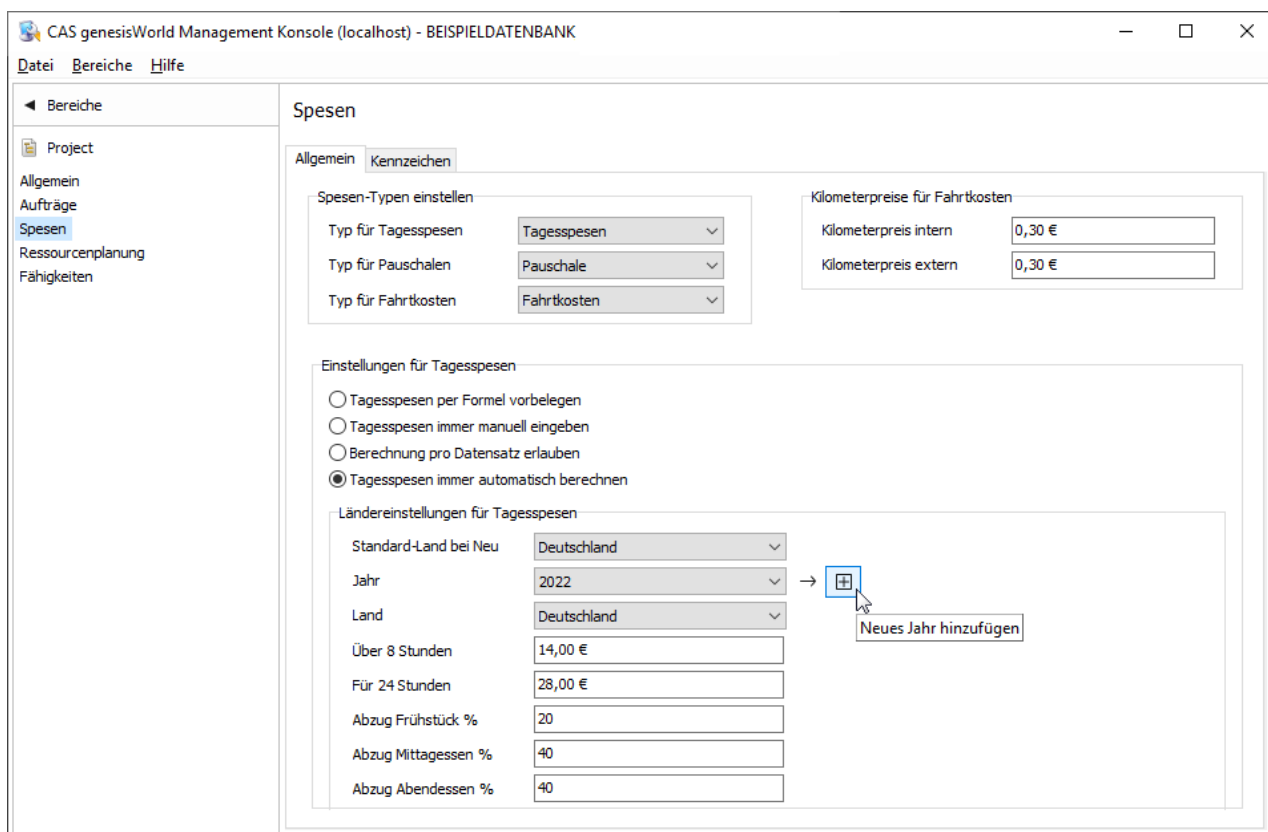 CAS genesisWorld Management Konsole (localhost) - BEISPIELDATENBANK
Datei Bereiche Hilfe
Bereiche
Project
Allgemein
Aufträge
Spesen
Ressourcenplanung
Fähigkeiten
Spesen
Allgemein Kennzeichen
Spesen-Typen einstellen
Typ für Tagesspesen Tagesspesen
Typ für Pauschalen Pauschale
Typ für Fahrtkosten Fahrtkosten
Kilometerpreise für Fahrtkosten
Kilometerpreis intern 0,30 €
Kilometerpreis extern 0,30 €
Einstellungen für Tagesspesen
Tagesspesen per Formel vorbelegen
Tagesspesen immer manuell eingeben
Berechnung pro Datensatz erlauben
Tagesspesen immer automatisch berechnen
Ländereinstellungen für Tagesspesen
Standard-Land bei Neu Deutschland
Jahr 2022 →
Land Deutschland
Neues Jahr hinzufügen
Über 8 Stunden 14,00 €
Für 24 Stunden 28,00 €
Abzug Frühstück % 20
Abzug Mittagessen % 40
Abzug Abendessen % 40